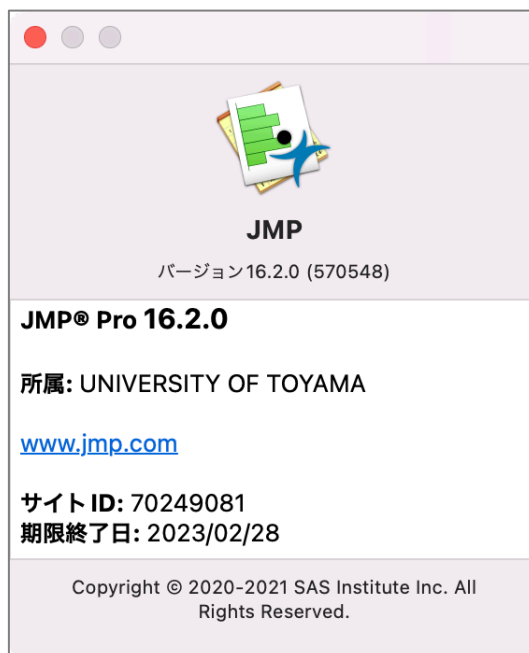 JMP
バージョン16.2.0 (570548)
JMP® Pro 16.2.0
所属: UNIVERSITY OF TOYAMA
www.jmp.com
サイト ID: 70249081
期限終了日: 2023/02/28
Copyright © 2020-2021 SAS Institute Inc. All
Rights Reserved.